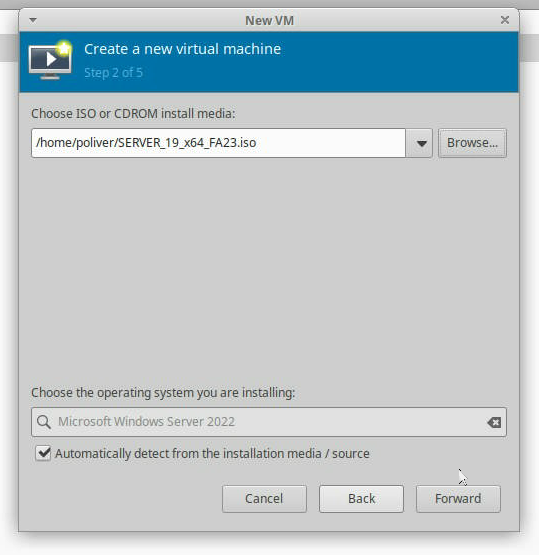 New VM
Create a new virtual machine
Step 2 of 5
Choose ISO or CDROM install media:
/home/poliver/SERVER_19_x64_FA23.iso
Browse...
Choose the operating system you are installing:
Microsoft Windows Server 2022
Automatically detect from the installation media / source
Cancel
Back
Forward